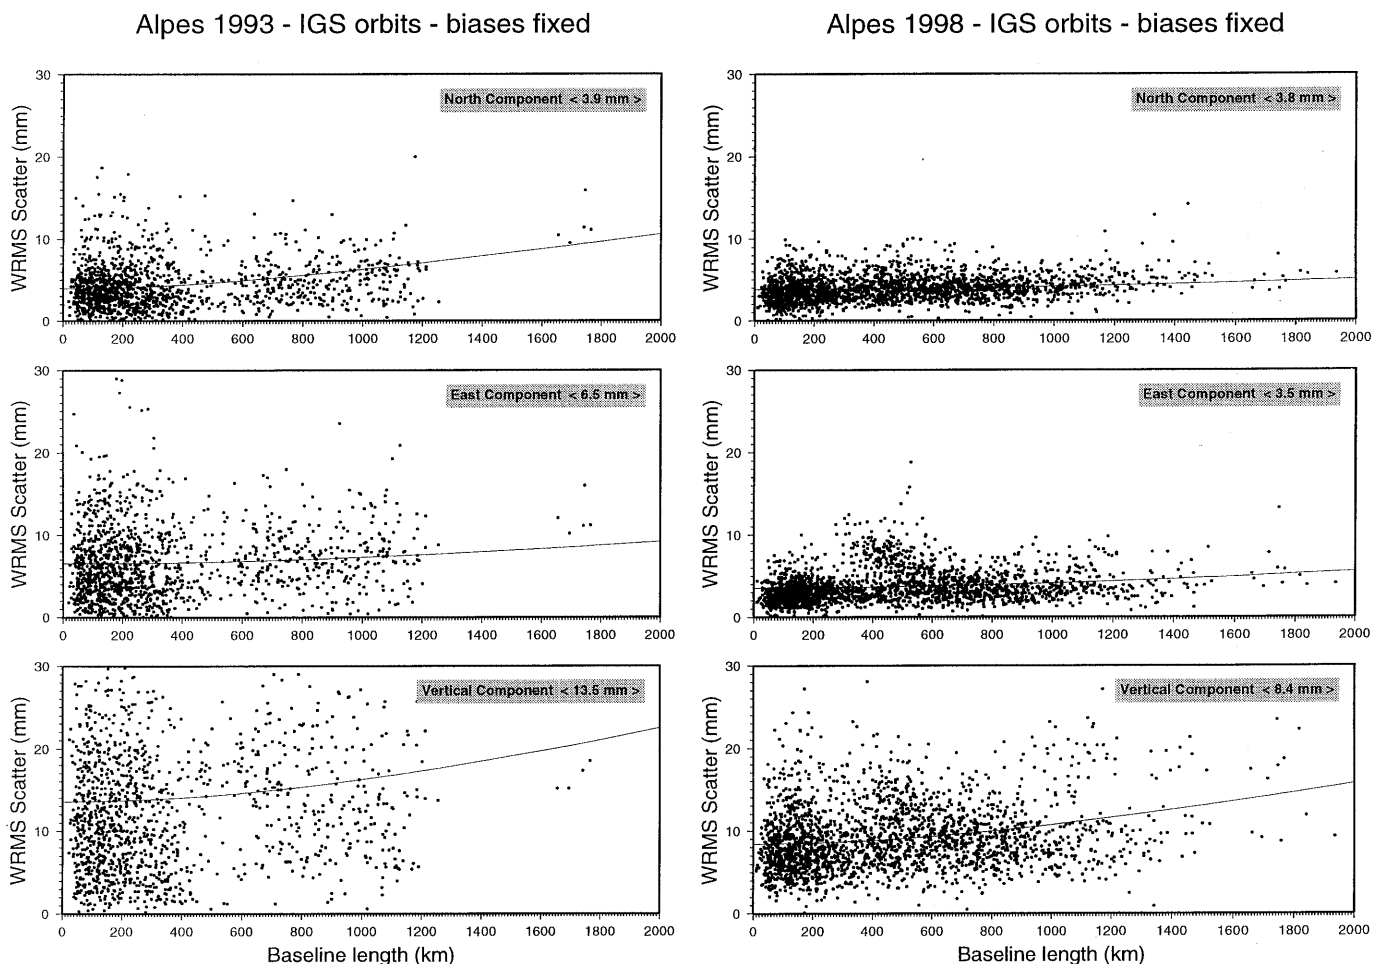 Alpes 1993 - IGS orbits - biases fixed
Alpes 1998 - IGS orbits - biases fixed
WRMS Scatter (mm)
30
20
10
0
North Component < 3.9 mm >
0 200 400 600 800 1000 1200 1400 1600 1800 2000
WRMS Scatter (mm)
30
20
10
0
North Component < 3.8 mm >
0 200 400 600 800 1000 1200 1400 1600 1800 2000
WRMS Scatter (mm)
30
20
10
0
East Component < 6.5 mm >
0 200 400 600 800 1000 1200 1400 1600 1800 2000
WRMS Scatter (mm)
30
20
10
0
East Component < 3.5 mm >
0 200 400 600 800 1000 1200 1400 1600 1800 2000
WRMS Scatter (mm)
30
20
10
0
Vertical Component < 13.5 mm >
0 200 400 600 800 1000 1200 1400 1600 1800 2000
Baseline length (km)
WRMS Scatter (mm)
30
20
10
0
Vertical Component < 8.4 mm >
0 200 400 600 800 1000 1200 1400 1600 1800 2000
Baseline length (km)